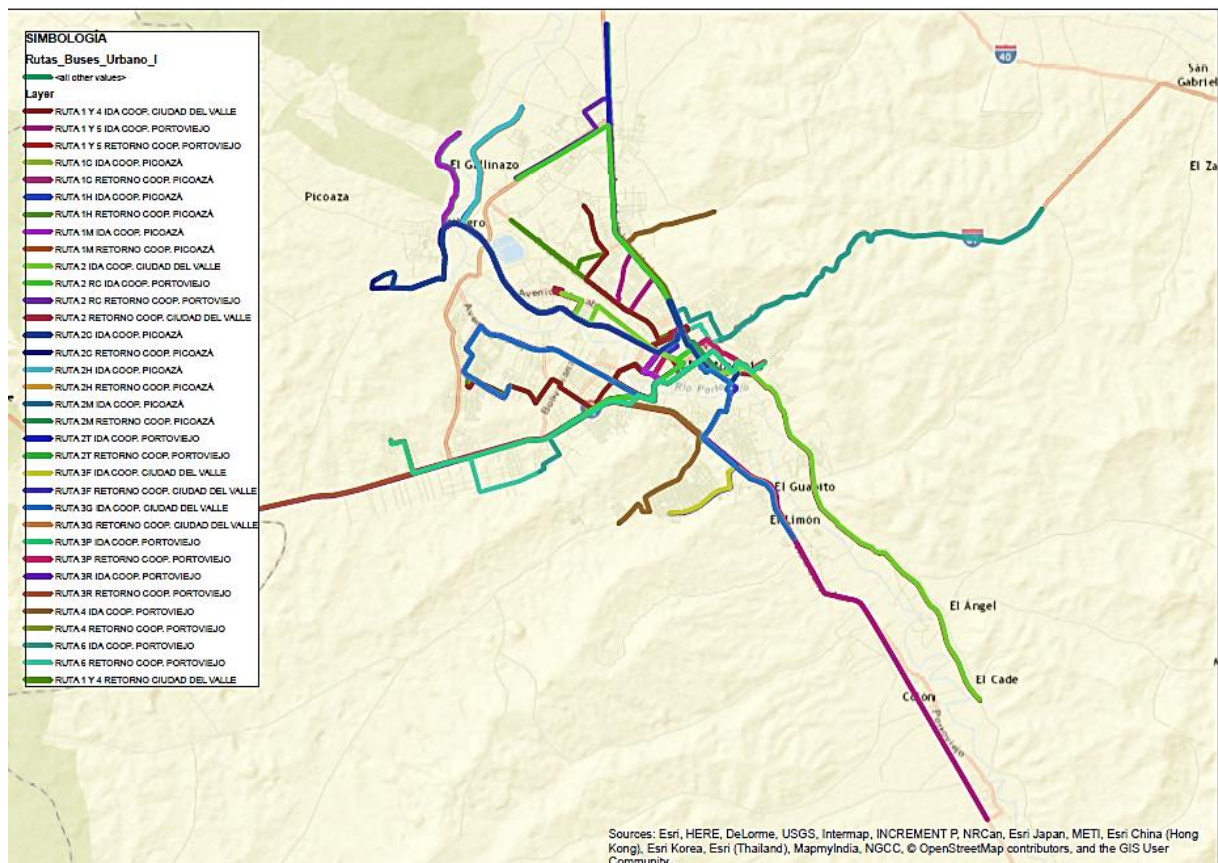 SIMBOLOGÍA
Rutas_Buses_Urbano_I
<all other values>
Layer
RUTA 1 Y 4 IDA COOP. CIUDAD DEL VALLE
RUTA 1 Y 5 IDA COOP. PORTOVIEJO
RUTA 1 Y 5 RETORNO COOP. PORTOVIEJO
RUTA 1C IDA COOP. PICOAZÁ
RUTA 1C RETORNO COOP. PICOAZÁ
RUTA 1H IDA COOP. PICOAZÁ
RUTA 1H RETORNO COOP. PICOAZÁ
RUTA 1M IDA COOP. PICOAZÁ
RUTA 1M RETORNO COOP. PICOAZÁ
RUTA 2 IDA COOP. CIUDAD DEL VALLE
RUTA 2 RC IDA COOP. PORTOVIEJO
RUTA 2 RC RETORNO COOP. PORTOVIEJO
RUTA 2 RETORNO COOP. CIUDAD DEL VALLE
RUTA 2C IDA COOP. PICOAZÁ
RUTA 2C RETORNO COOP. PICOAZÁ
RUTA 2H IDA COOP. PICOAZÁ
RUTA 2H RETORNO COOP. PICOAZÁ
RUTA 2M IDA COOP. PICOAZÁ
RUTA 2M RETORNO COOP. PICOAZÁ
RUTA 2T IDA COOP. PORTOVIEJO
RUTA 2T RETORNO COOP. PORTOVIEJO
RUTA 3F IDA COOP. CIUDAD DEL VALLE
RUTA 3F RETORNO COOP. CIUDAD DEL VALLE
RUTA 3G IDA COOP. CIUDAD DEL VALLE
RUTA 3G RETORNO COOP. CIUDAD DEL VALLE
RUTA 3P IDA COOP. PORTOVIEJO
RUTA 3P RETORNO COOP. PORTOVIEJO
RUTA 3R IDA COOP. PORTOVIEJO
RUTA 3R RETORNO COOP. PORTOVIEJO
RUTA 4 IDA COOP. PORTOVIEJO
RUTA 4 RETORNO COOP. PORTOVIEJO
RUTA 6 IDA COOP. PORTOVIEJO
RUTA 6 RETORNO COOP. PORTOVIEJO
RUTA 1 Y 4 RETORNO CIUDAD DEL VALLE
40
San
Gabriel
El Gallinazo
Picoaza
El Guabito
El Limón
El Ángel
El Cade
Colón
Portoviejo
Sources: Esri, HERE, DeLorme, USGS, Intermap, INCREMENT P, NRCan, Esri Japan, METI, Esri China (Hong
Kong), Esri Korea, Esri (Thailand), MapmyIndia, NGCC, © OpenStreetMap contributors, and the GIS User
Community